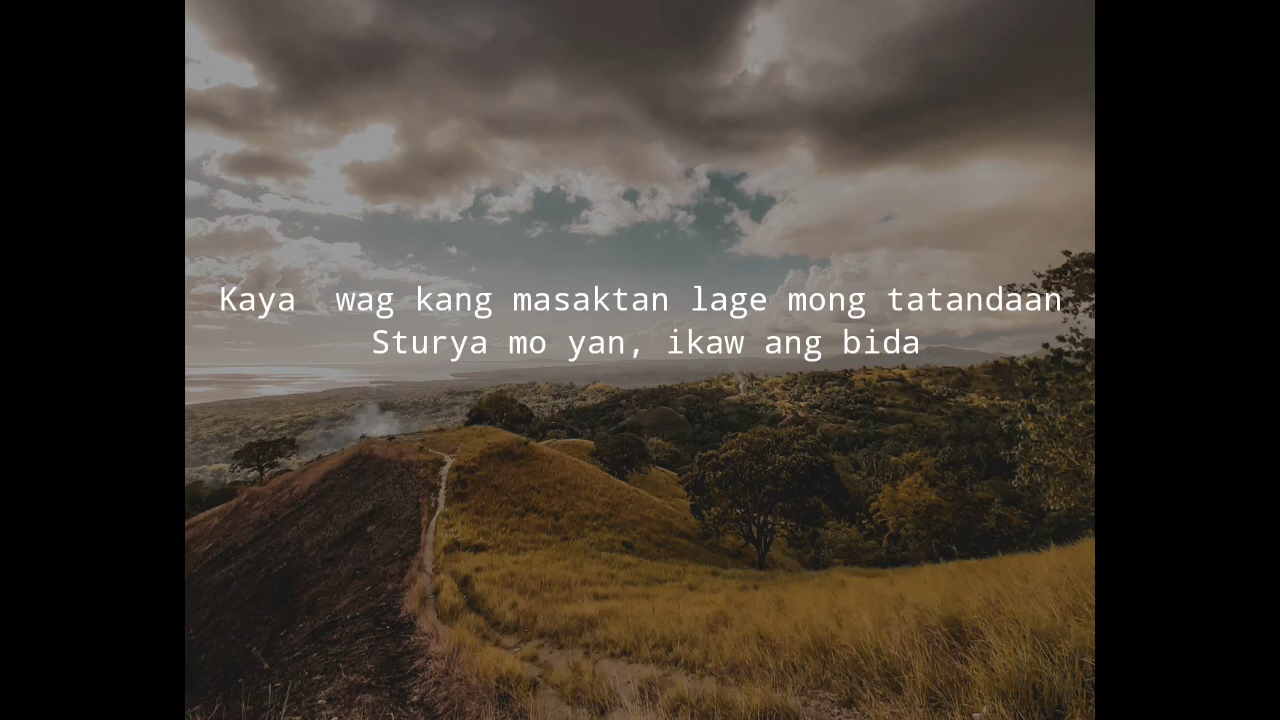 Kaya  wag kang masaktan lage mong tatandaan
Sturya mo yan, ikaw ang bida